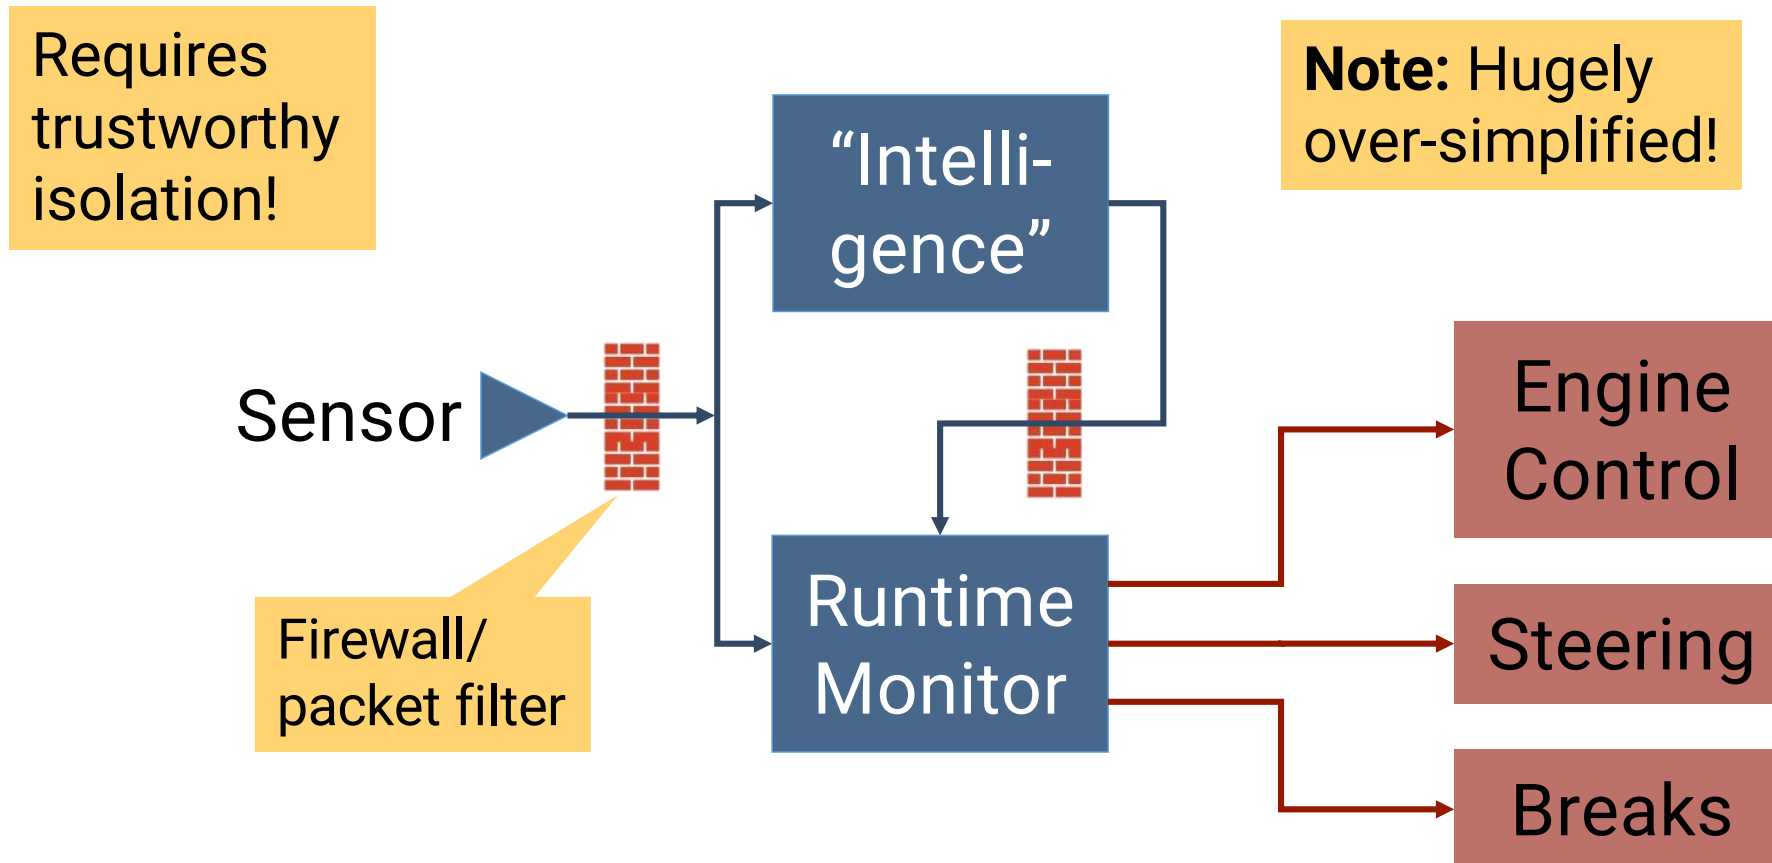 Requires
trustworthy
isolation!
Note: Hugely
over-simplified!
“Intelli-
gence”
Sensor
Engine
Control
Firewall/
packet filter
Runtime
Monitor
Steering
Breaks